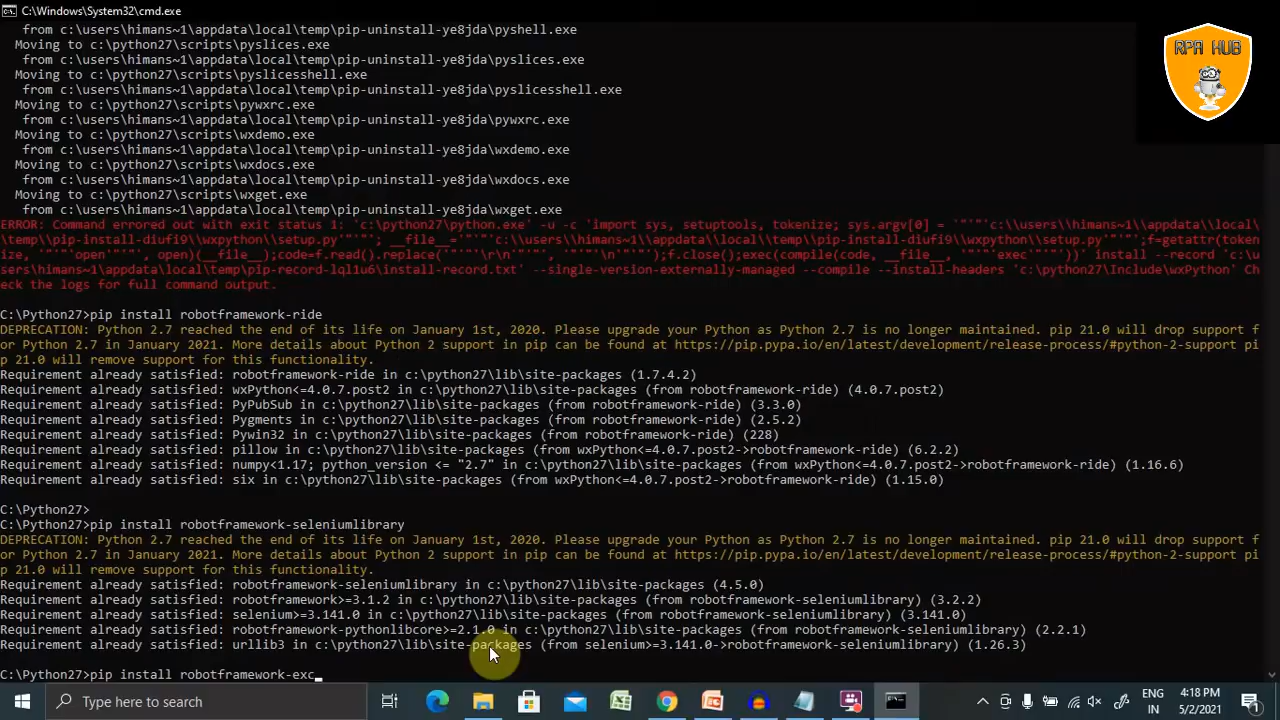 C:\Windows\System32\cmd.exe
from c:\users\himans~1\appdata\local\temp\pip-uninstall-ye8jda\pyshell.exe
Moving to c:\python27\scripts\pyslices.exe
from c:\users\himans~1\appdata\local\temp\pip-uninstall-ye8jda\pyslices.exe
Moving to c:\python27\scripts\pyslicesshell.exe
from c:\users\himans~1\appdata\local\temp\pip-uninstall-ye8jda\pyslicesshell.exe
Moving to c:\python27\scripts\pywxrc.exe
from c:\users\himans~1\appdata\local\temp\pip-uninstall-ye8jda\pywxrc.exe
Moving to c:\python27\scripts\wxdemo.exe
from c:\users\himans~1\appdata\local\temp\pip-uninstall-ye8jda\wxdemo.exe
Moving to c:\python27\scripts\wxdocs.exe
from c:\users\himans~1\appdata\local\temp\pip-uninstall-ye8jda\wxdocs.exe
Moving to c:\python27\scripts\wxget.exe
from c:\users\himans~1\appdata\local\temp\pip-uninstall-ye8jda\wxget.exe
ERROR: Command errored out with exit status 1: 'c:\python27\python.exe' -u -c 'import sys, setuptools, tokenize; sys.argv[0] = '"'"'c:\\users\\himans~1\\appdata\\local\
\temp\\pip-install-diufi9\\wxpython\\setup.py'"'"'; __file__='"'"'c:\\users\\himans~1\\appdata\\local\\temp\\pip-install-diufi9\\wxpython\\setup.py'"'"';f=getattr(token
ize, '"'"'open'"'"', open)(__file__);code=f.read().replace('"'"'\r\n'"'"', '"'"'\n'"'"');f.close();exec(compile(code, __file__, '"'"'exec'"'"'))' install --record 'c:\u
sers\himans~1\appdata\local\temp\pip-record-lql1u6\install-record.txt' --single-version-externally-managed --compile --install-headers 'c:\python27\Include\wxPython' Ch
eck the logs for full command output.
C:\Python27>pip install robotframework-ride
DEPRECATION: Python 2.7 reached the end of its life on January 1st, 2020. Please upgrade your Python as Python 2.7 is no longer maintained. pip 21.0 will drop support f
or Python 2.7 in January 2021. More details about Python 2 support in pip can be found at https://pip.pypa.io/en/latest/development/release-process/#python-2-support pi
p 21.0 will remove support for this functionality.
Requirement already satisfied: robotframework-ride in c:\python27\lib\site-packages (1.7.4.2)
Requirement already satisfied: wxPython<=4.0.7.post2 in c:\python27\lib\site-packages (from robotframework-ride) (4.0.7.post2)
Requirement already satisfied: PyPubSub in c:\python27\lib\site-packages (from robotframework-ride) (3.3.0)
Requirement already satisfied: Pygments in c:\python27\lib\site-packages (from robotframework-ride) (2.5.2)
Requirement already satisfied: Pywin32 in c:\python27\lib\site-packages (from robotframework-ride) (228)
Requirement already satisfied: pillow in c:\python27\lib\site-packages (from wxPython<=4.0.7.post2->robotframework-ride) (6.2.2)
Requirement already satisfied: numpy<1.17; python_version <= "2.7" in c:\python27\lib\site-packages (from wxPython<=4.0.7.post2->robotframework-ride) (1.16.6)
Requirement already satisfied: six in c:\python27\lib\site-packages (from wxPython<=4.0.7.post2->robotframework-ride) (1.15.0)
C:\Python27>
C:\Python27>pip install robotframework-seleniumlibrary
DEPRECATION: Python 2.7 reached the end of its life on January 1st, 2020. Please upgrade your Python as Python 2.7 is no longer maintained. pip 21.0 will drop support f
or Python 2.7 in January 2021. More details about Python 2 support in pip can be found at https://pip.pypa.io/en/latest/development/release-process/#python-2-support pi
p 21.0 will remove support for this functionality.
Requirement already satisfied: robotframework-seleniumlibrary in c:\python27\lib\site-packages (4.5.0)
Requirement already satisfied: robotframework>=3.1.2 in c:\python27\lib\site-packages (from robotframework-seleniumlibrary) (3.2.2)
Requirement already satisfied: selenium>=3.141.0 in c:\python27\lib\site-packages (from robotframework-seleniumlibrary) (3.141.0)
Requirement already satisfied: robotframework-pythonlibcore>=2.1.0 in c:\python27\lib\site-packages (from robotframework-seleniumlibrary) (2.2.1)
Requirement already satisfied: urllib3 in c:\python27\lib\site-packages (from selenium>=3.141.0->robotframework-seleniumlibrary) (1.26.3)
C:\Python27>pip install robotframework-exc_
RPA HUB
Type here to search
ENG
IN
4:18 PM
5/2/2021
1